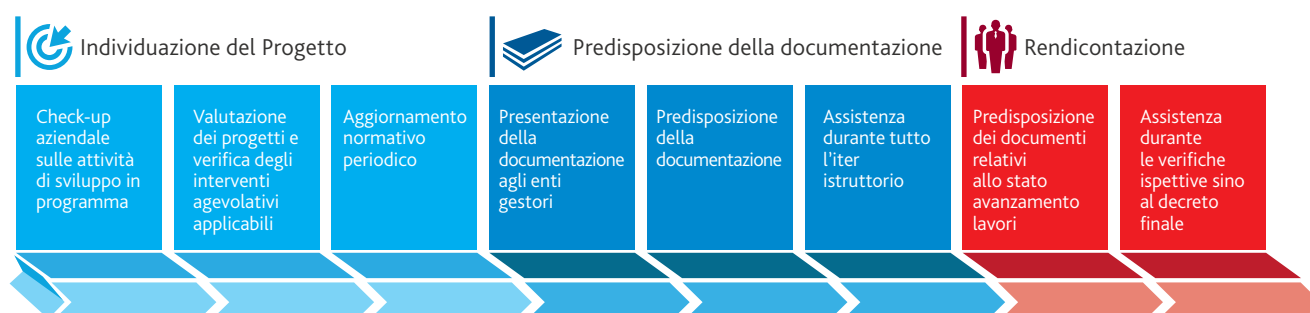 Individuazione del Progetto
Predisposizione della documentazione
Rendicontazione
Check-up
aziendale
sulle attività
di sviluppo in
programma
Valutazione
dei progetti e
verifica degli
interventi
agevolativi
applicabili
Aggiornamento
normativo
periodico
Presentazione
della
documentazione
agli enti
gestori
Predisposizione
della
documentazione
Assistenza
durante tutto
l'iter
istruttorio
Predisposizione
dei documenti
relativi
allo stato
avanzamento
lavori
Assistenza
durante
le verifiche
ispettive sino
al decreto
finale